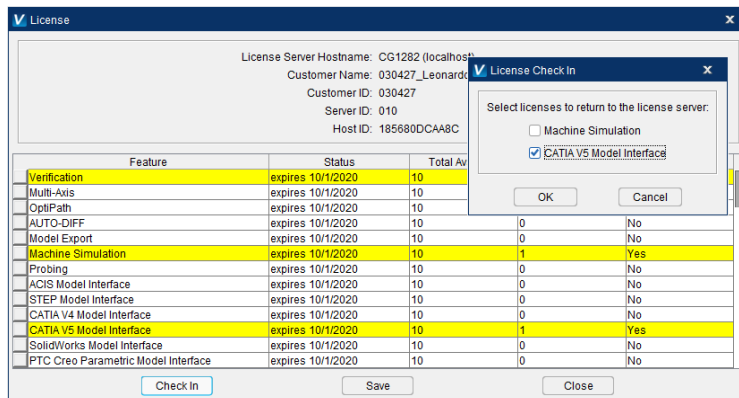 License
License Server Hostname: CG1282 (localhost)
Customer Name: 030427_Leonardo
Customer ID: 030427
Server ID: 010
Host ID: 185680DCAA8C
License Check In
Select licenses to return to the license server:
Machine Simulation
CATIA V5 Model Interface
OK Cancel
Feature Status Total Av
Verification expires 10/1/2020 10
Multi-Axis expires 10/1/2020 10
OptiPath expires 10/1/2020 10
AUTO-DIFF expires 10/1/2020 10 0 No
Model Export expires 10/1/2020 10 0 No
Machine Simulation expires 10/1/2020 10 1 Yes
Probing expires 10/1/2020 10 0 No
ACIS Model Interface expires 10/1/2020 10 0 No
STEP Model Interface expires 10/1/2020 10 0 No
CATIA V4 Model Interface expires 10/1/2020 10 0 No
CATIA V5 Model Interface expires 10/1/2020 10 1 Yes
SolidWorks Model Interface expires 10/1/2020 10 0 No
PTC Creo Parametric Model Interface expires 10/1/2020 10 0 No
Check In Save Close